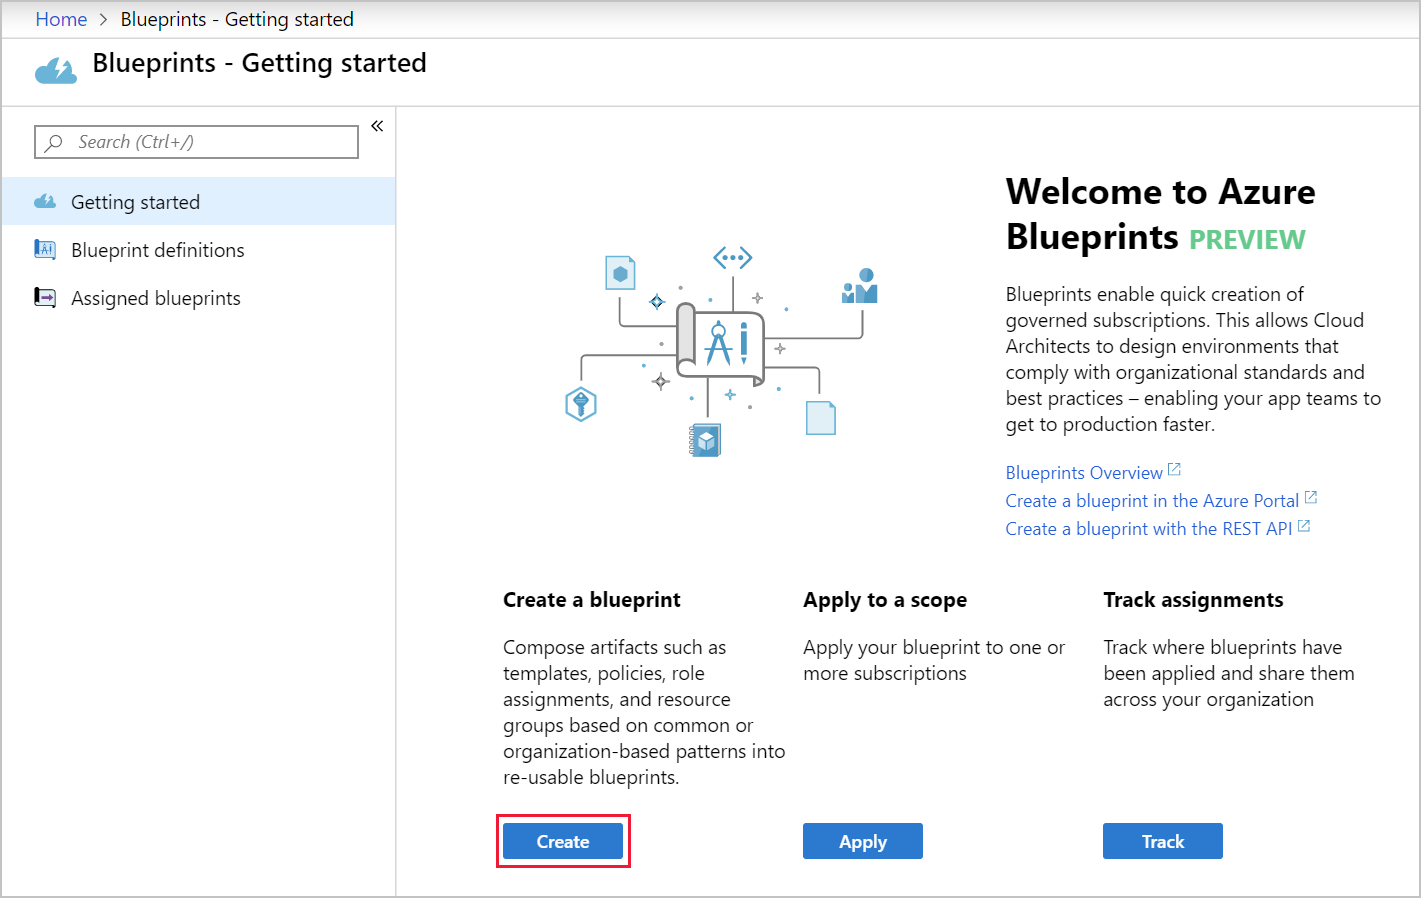 Home > Blueprints - Getting started
Blueprints - Getting started
Search (Ctrl+/)
«
Getting started
Blueprint definitions
Assigned blueprints
Welcome to Azure
Blueprints PREVIEW
Blueprints enable quick creation of
governed subscriptions. This allows Cloud
Architects to design environments that
comply with organizational standards and
best practices – enabling your app teams to
get to production faster.
Blueprints Overview
Create a blueprint in the Azure Portal
Create a blueprint with the REST API
Create a blueprint
Compose artifacts such as
templates, policies, role
assignments, and resource
groups based on common or
organization-based patterns into
re-usable blueprints.
Create
Apply to a scope
Apply your blueprint to one or
more subscriptions
Apply
Track assignments
Track where blueprints have
been applied and share them
across your organization
Track